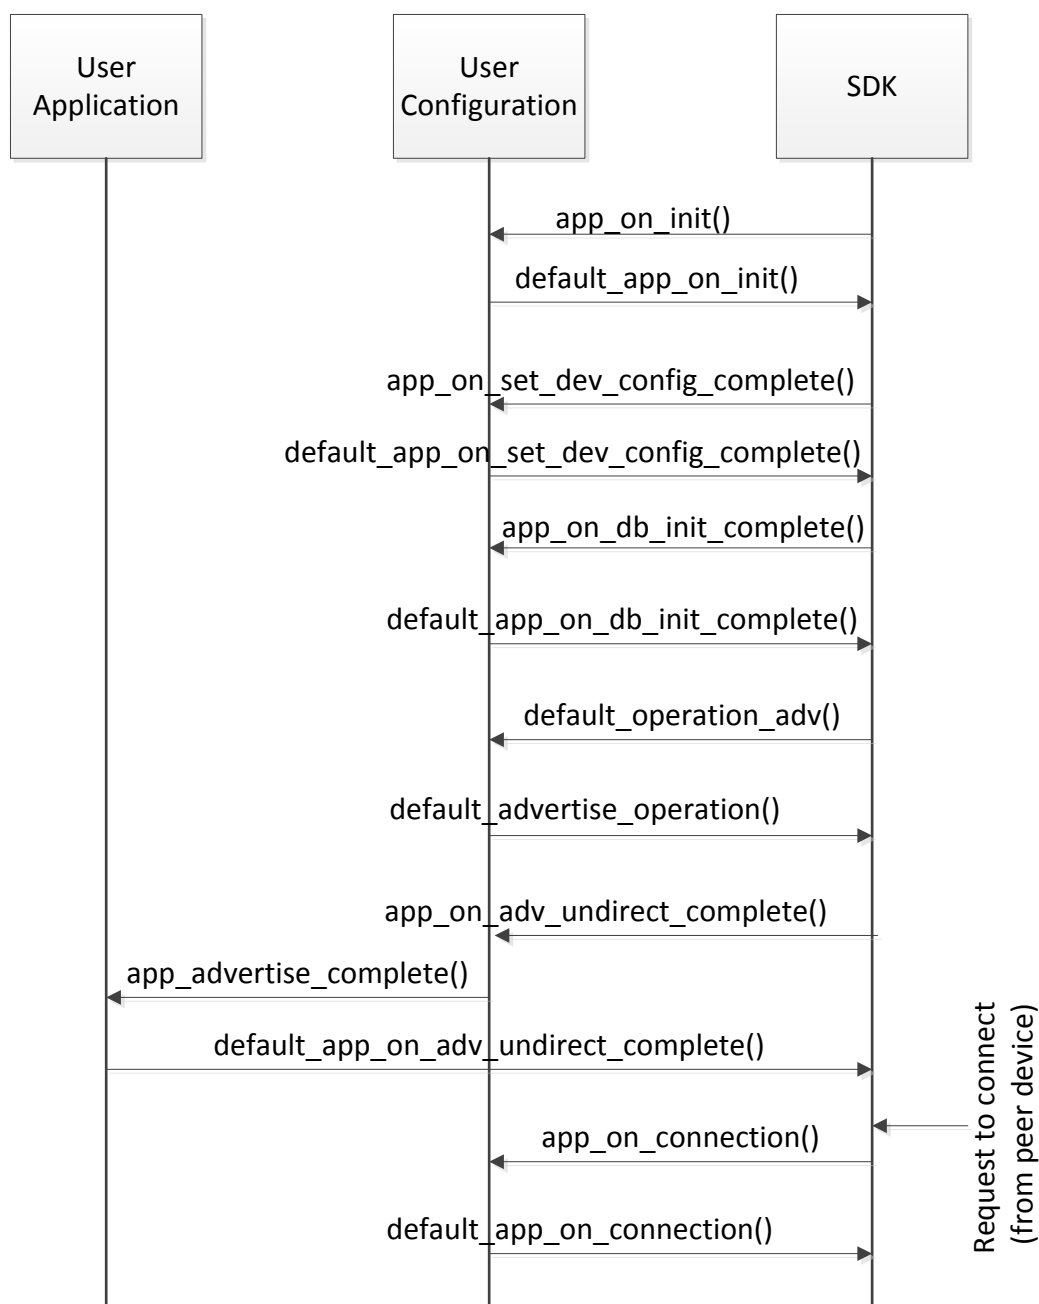 User
Application
User
Configuration
SDK
app_on_init()
default_app_on_init()
app_on_set_dev_config_complete()
default_app_on_set_dev_config_complete()
app_on_db_init_complete()
default_app_on_db_init_complete()
default_operation_adv()
default_advertise_operation()
app_on_adv_undirect_complete()
app_advertise_complete()
default_app_on_adv_undirect_complete()
Request to connect
(from peer device)
app_on_connection()
default_app_on_connection()